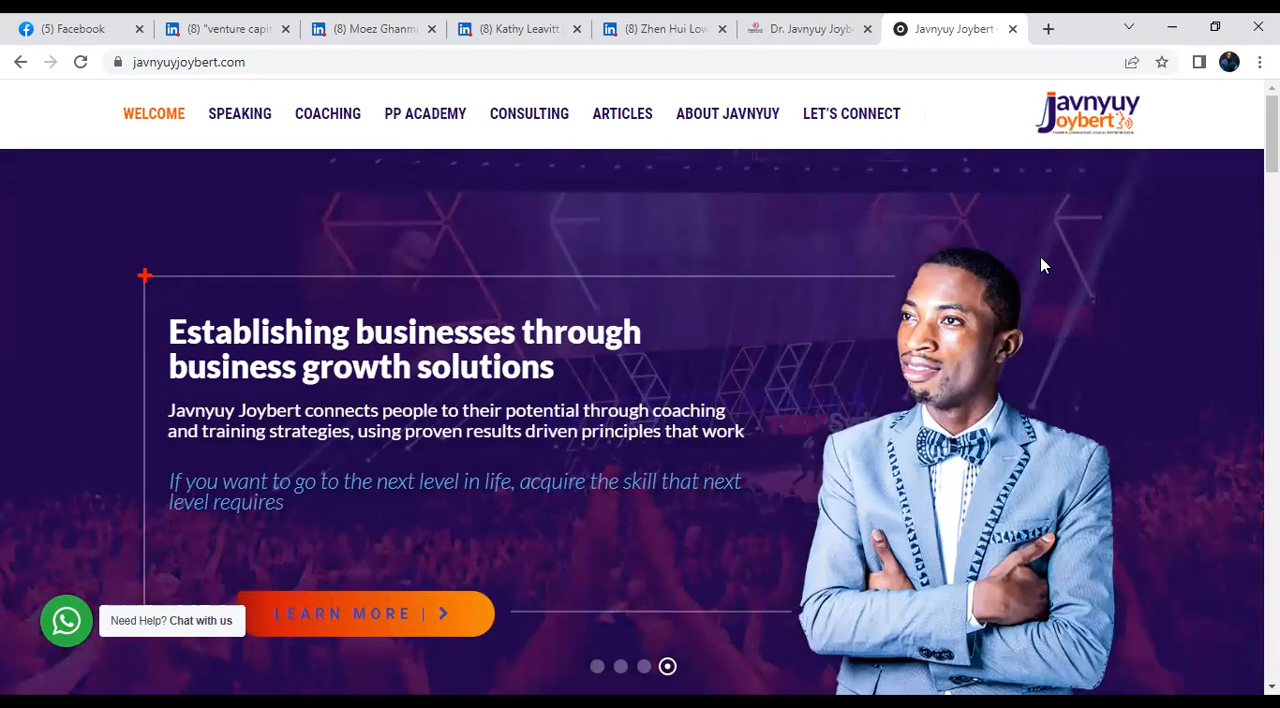 (5) Facebook
(8) "venture capit
(8) Moez Ghanm
(8) Kathy Leavitt |
(8) Zhen Hui Low
Dr. Javnyuy Joyb
Javnyuy Joybert -
javnyuyjoybert.com
WELCOME
SPEAKING
COACHING
PP ACADEMY
CONSULTING
ARTICLES
ABOUT JAVNYUY
LET'S CONNECT
Javnyuy
Joybert
Establishing businesses through
business growth solutions
Javnyuy Joybert connects people to their potential through coaching
and training strategies, using proven results driven principles that work
If you want to go to the next level in life, acquire the skill that next
level requires
LEARN MORE |
Need Help? Chat with us